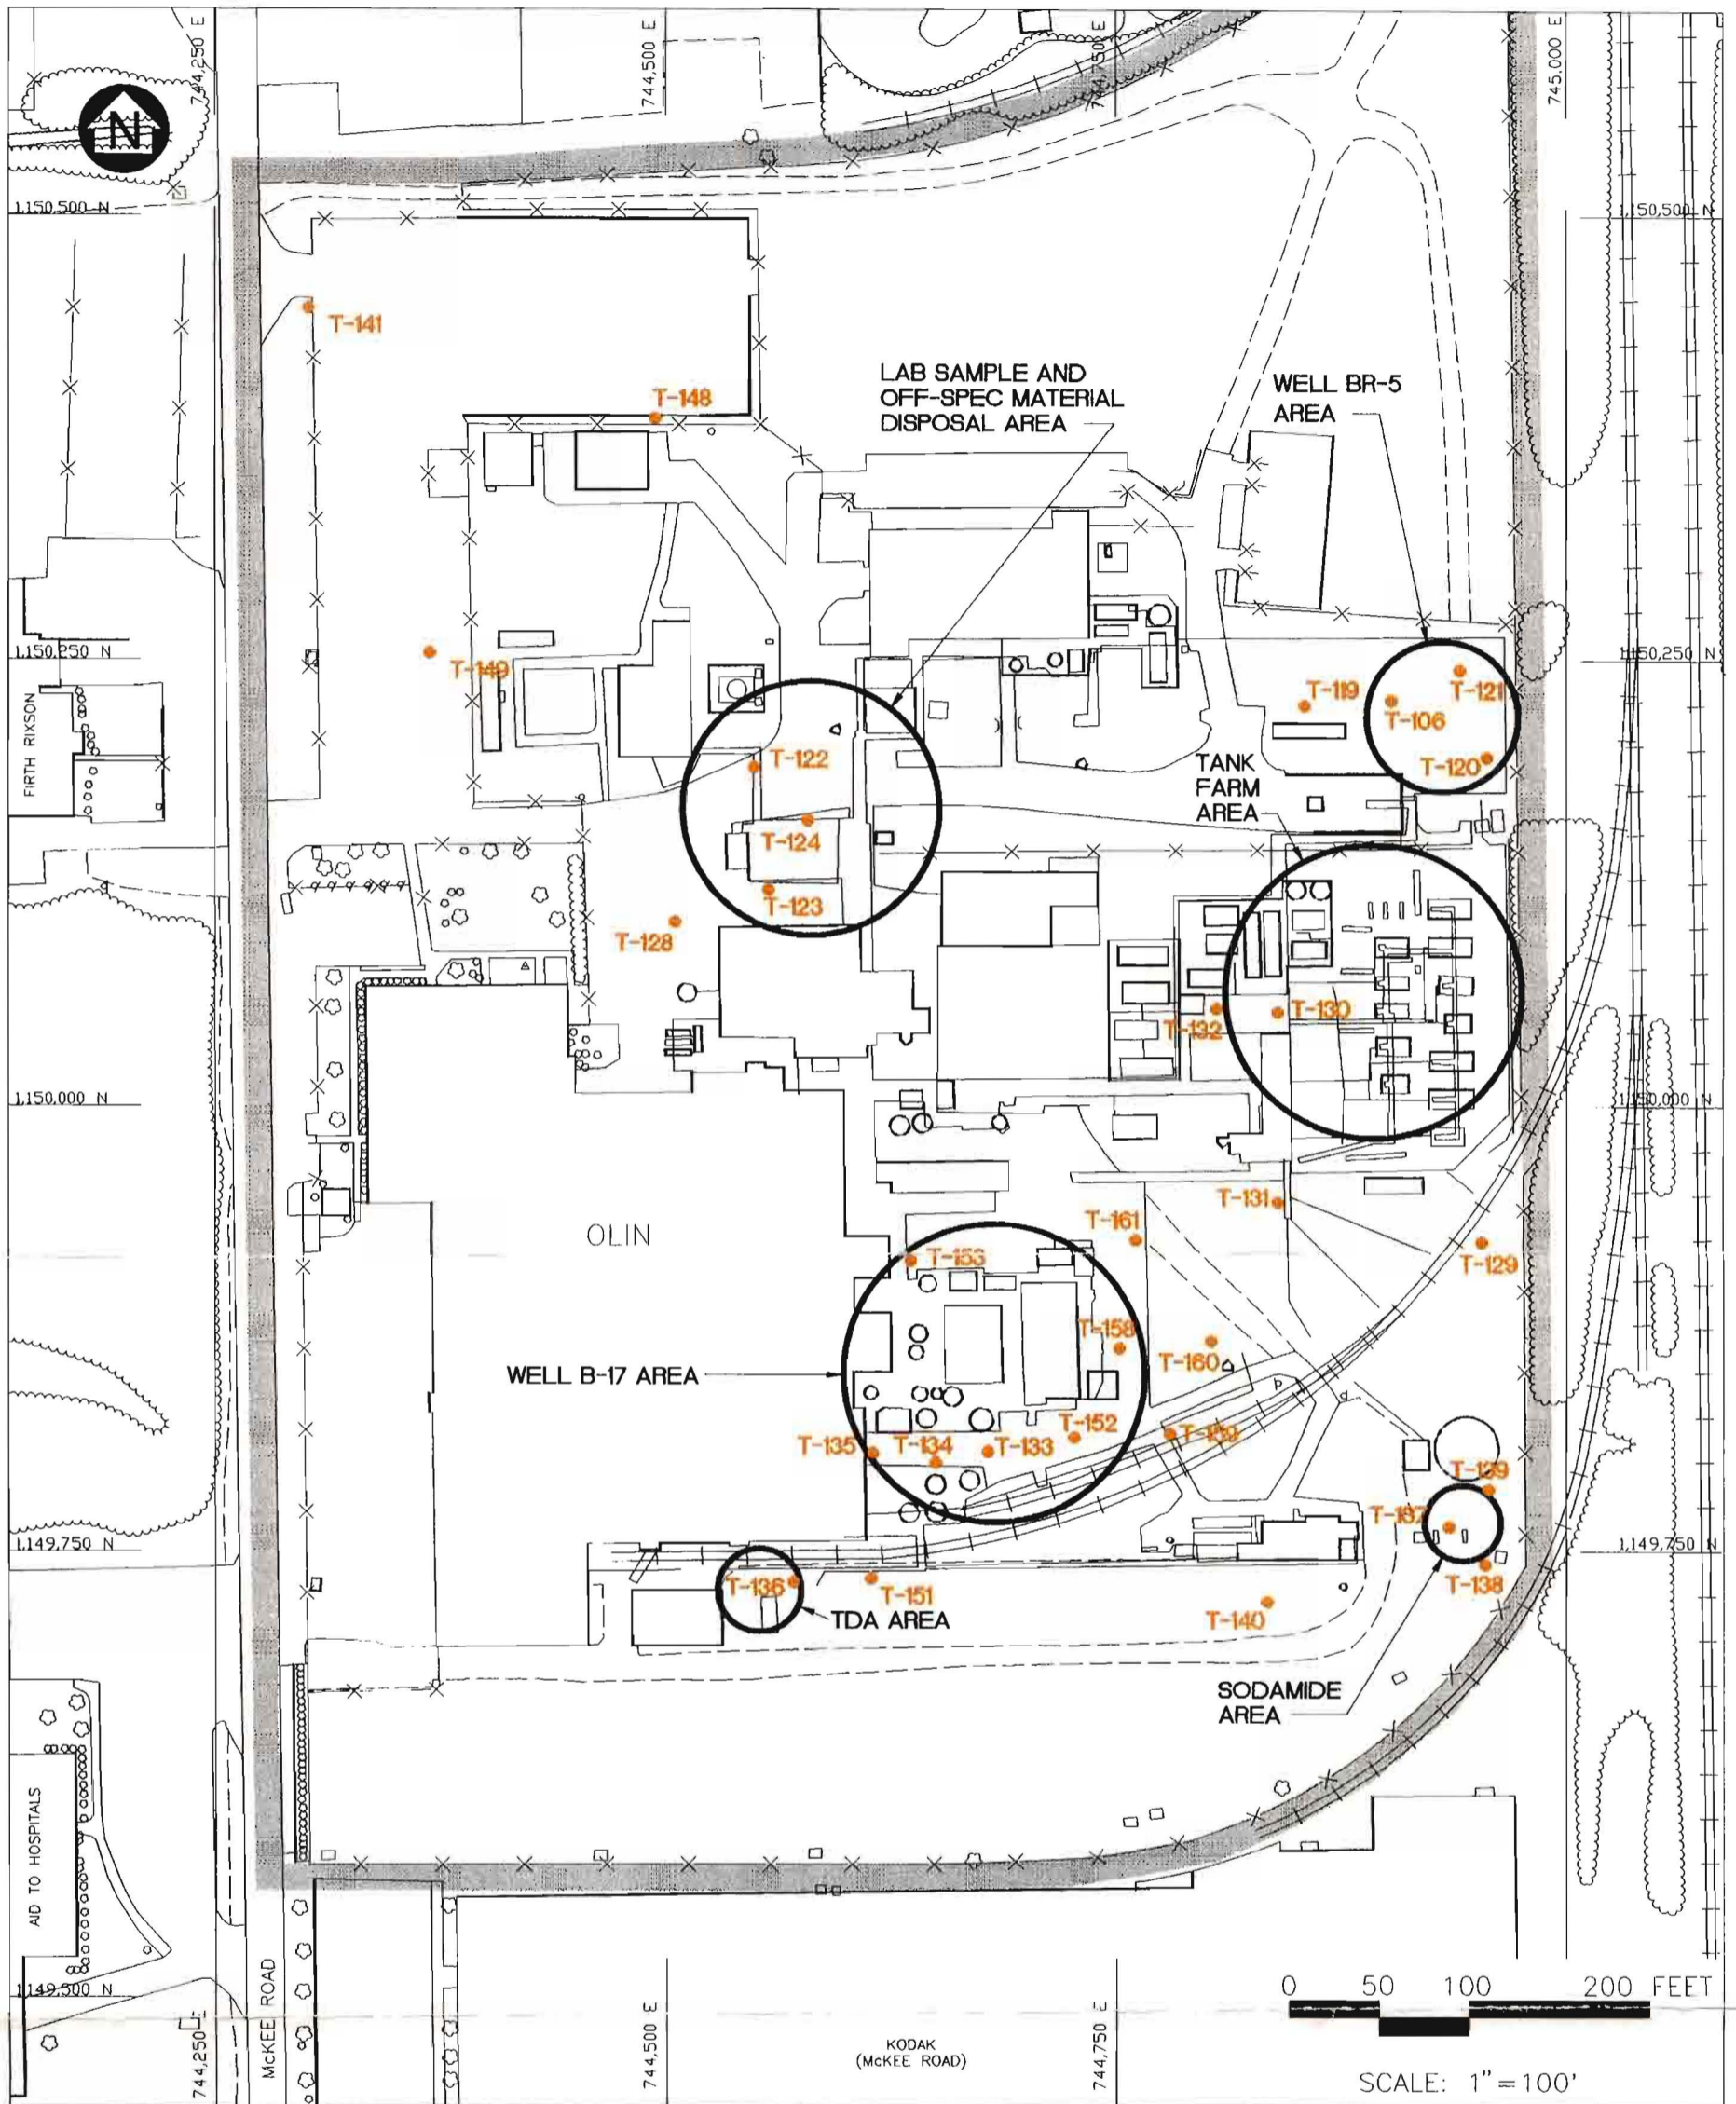 744,250 E
744,500 E
744,750 E
745,000 E
N
1,150,500 N
1,150,500 N
T-141
LAB SAMPLE AND
OFF-SPEC MATERIAL
DISPOSAL AREA
WELL BR-5
AREA
T-148
1,150,250 N
1,150,250 N
T-149
FIRTH RIXSON
T-119
T-121
T-106
T-122
TANK
FARM
AREA
T-120
T-124
T-123
T-128
T-132
T-130
1,150,000 N
1,150,000 N
T-131
T-161
OLIN
T-153
T-129
T-158
T-160
WELL B-17 AREA
T-152
T-159
T-135
T-134
T-133
T-139
T-137
1,149,750 N
1,149,750 N
T-136
T-151
T-138
T-140
TDA AREA
SODAMIDE
AREA
AID TO HOSPITALS
1,149,500 N
McKEE ROAD
744,250 E
744,500 E
744,750 E
KODAK
(McKEE ROAD)
0 50 100 200 FEET
SCALE: 1"=100'